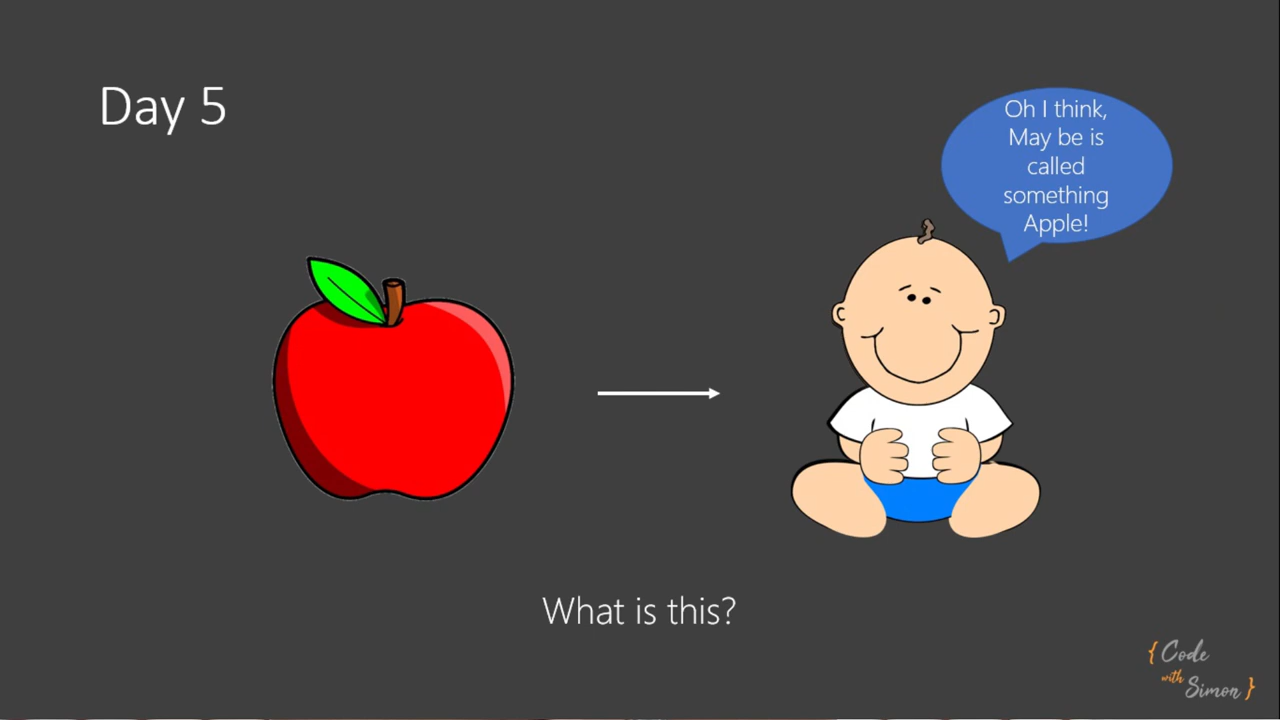 Day 5
Oh I think,
May be is
called
something
Apple!
What is this?
{ Code
with
Simon }